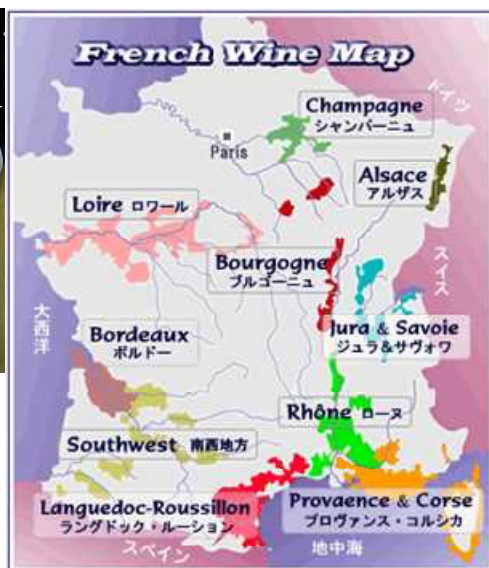 French Wine Map
ドイツ
Champagne
シャンパーニュ
Paris
Alsace
アルザス
Loire ロワール
Bourgogne
ブルゴーニュ
スイス
大西洋
Bordeaux
ボルドー
Jura & Savoie
ジュラ&サヴォワ
Rhône ローヌ
Southwest 南西地方
Languedoc-Roussillon
ラングドック・ルーション
Provaence & Corse
プロヴァンス・コルシカ
スペイン
地中海